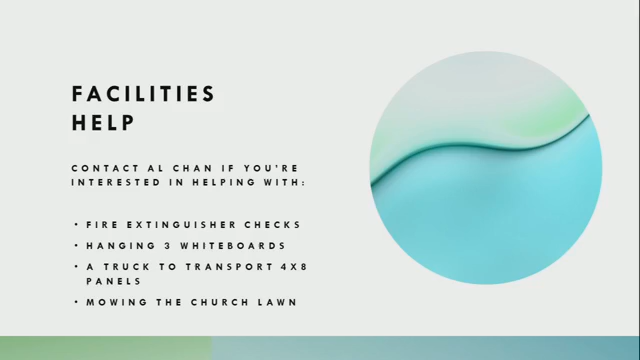 FACILITIES
HELP
CONTACT AL CHAN IF YOU'RE
INTERESTED IN HELPING WITH:
• FIRE EXTINGUISHER CHECKS
• HANGING 3 WHITEBOARDS
• A TRUCK TO TRANSPORT 4X8
PANELS
• MOWING THE CHURCH LAWN